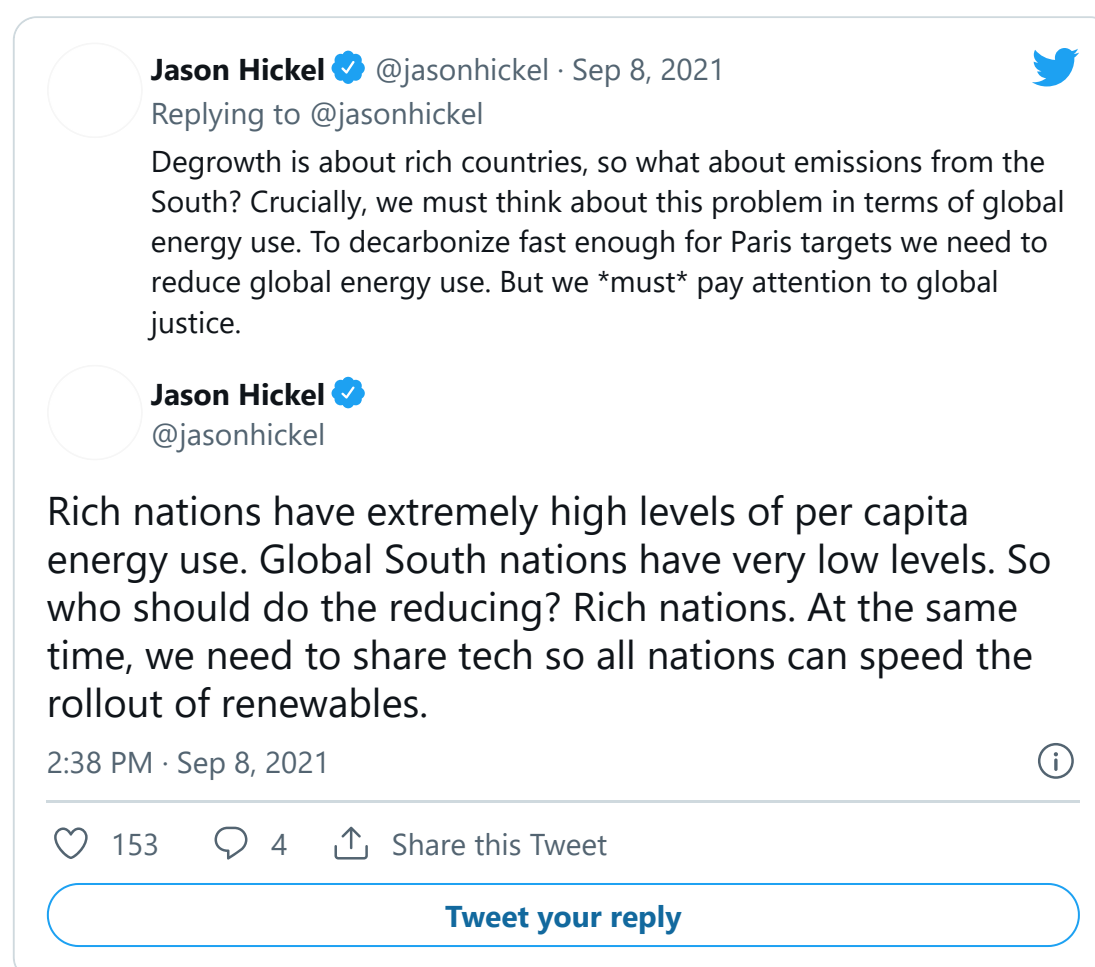 Jason Hickel @jasonhickel · Sep 8, 2021
Replying to @jasonhickel
Degrowth is about rich countries, so what about emissions from the
South? Crucially, we must think about this problem in terms of global
energy use. To decarbonize fast enough for Paris targets we need to
reduce global energy use. But we *must* pay attention to global
justice.
Jason Hickel
@jasonhickel
Rich nations have extremely high levels of per capita
energy use. Global South nations have very low levels. So
who should do the reducing? Rich nations. At the same
time, we need to share tech so all nations can speed the
rollout of renewables.
2:38 PM · Sep 8, 2021
153 4 Share this Tweet
Tweet your reply